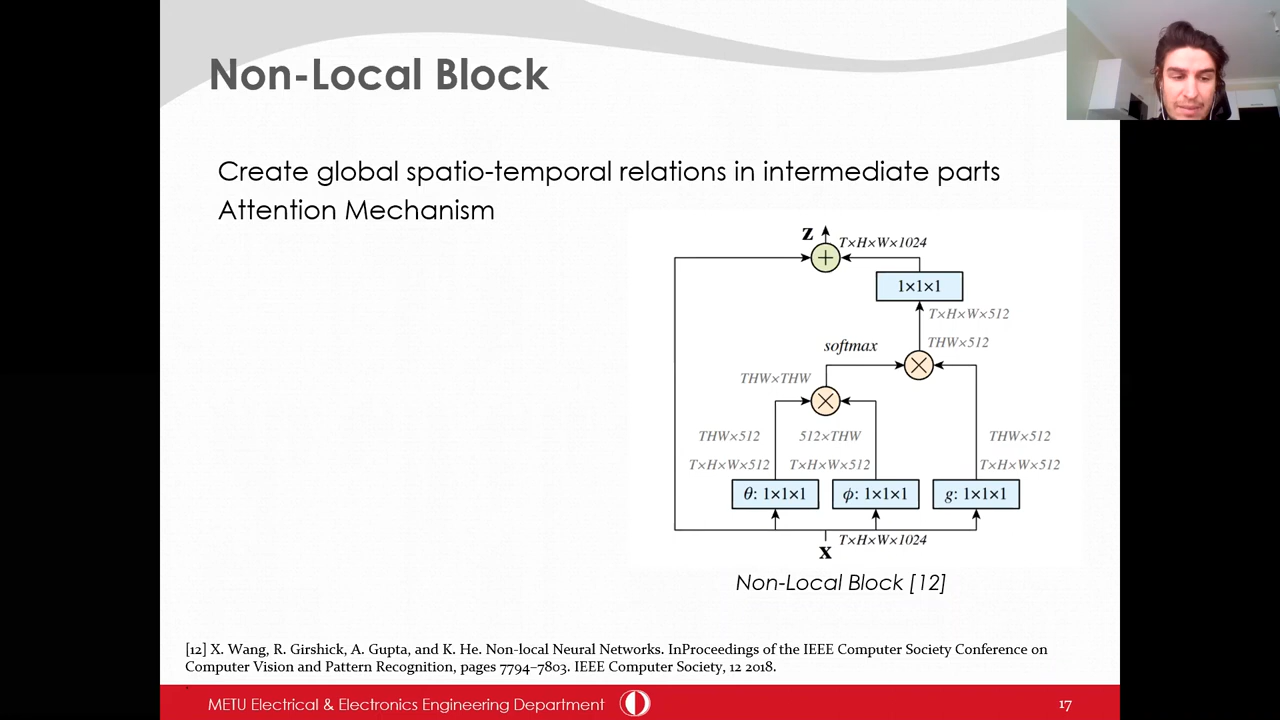 Non-Local Block
Create global spatio-temporal relations in intermediate parts
Attention Mechanism
z
T×H×W×1024
1×1×1
T×H×W×512
softmax
THW×512
THW×THW
THW×512
512×THW
THW×512
T×H×W×512
T×H×W×512
T×H×W×512
θ: 1×1×1
ϕ: 1×1×1
g: 1×1×1
x
T×H×W×1024
Non-Local Block [12]
[12] X. Wang, R. Girshick, A. Gupta, and K. He. Non-local Neural Networks. InProceedings of the IEEE Computer Society Conference on
Computer Vision and Pattern Recognition, pages 7794–7803. IEEE Computer Society, 12 2018.
.
METU Electrical & Electronics Engineering Department
17